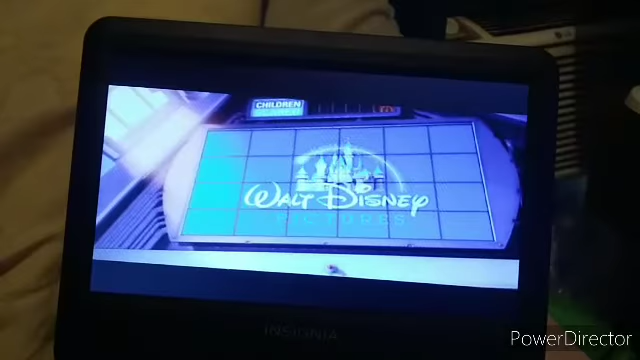 CHILDREN
WALT DISNEY
PICTURES
INSIGNIA
PowerDirector